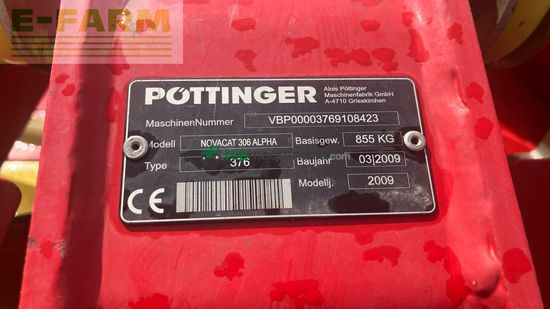 E-FARM
PÖTTINGER
Alois Pöttinger
Maschinenfabrik GmbH
A-4710 Grieskirchen
MaschinenNummer VBP00003769108423
Modell NOVACAT 306 ALPHA Basisgew. 855 KG
Type 376 Baujahr 03|2009
Modellj. 2009
CE